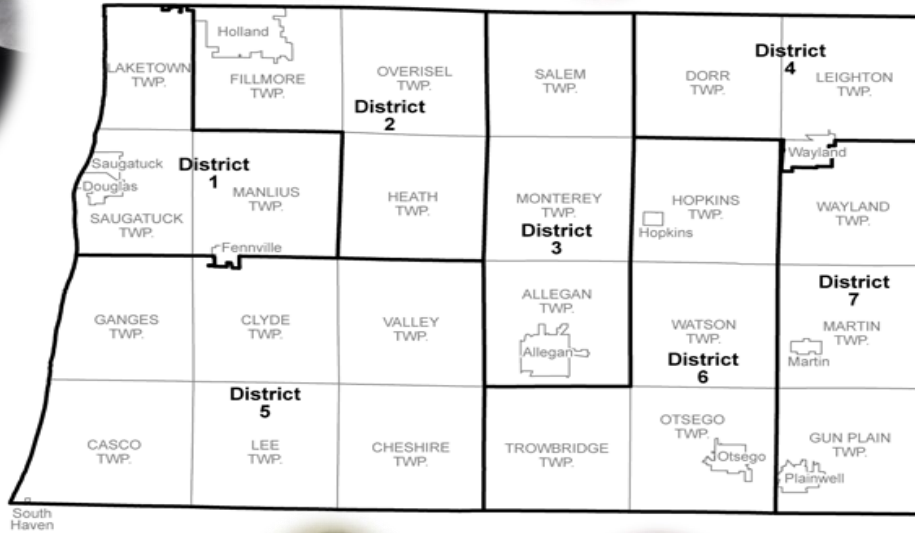 Holland
LAKETOWN
TWP.
FILLMORE
TWP.
OVERISEL
TWP.
District
2
SALEM
TWP.
DORR
TWP.
District
4
LEIGHTON
TWP.
Saugatuck
Douglas
SAUGATUCK
TWP.
District
1
MANLIUS
TWP.
Fennville
HEATH
TWP.
MONTEREY
TWP.
District
3
HOPKINS
TWP.
Hopkins
Wayland
WAYLAND
TWP.
GANGES
TWP.
CLYDE
TWP.
VALLEY
TWP.
ALLEGAN
TWP.
Allegan
WATSON
TWP.
District
6
District
7
MARTIN
TWP.
Martin
District
5
CASCO
TWP.
LEE
TWP.
CHESHIRE
TWP.
TROWBRIDGE
TWP.
OTSEGO
TWP.
Otsego
GUN PLAIN
TWP.
Plainwell
South
Haven